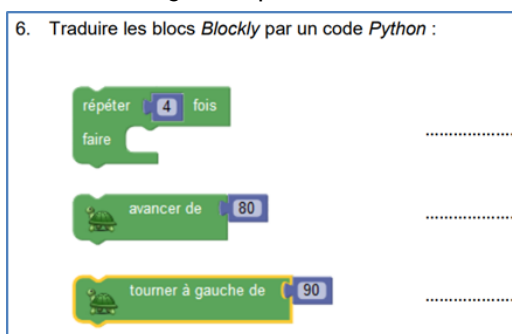 6. Traduire les blocs Blockly par un code Python :
répéter 4 fois
faire
....................
avancer de 80
....................
tourner à gauche de 90
....................